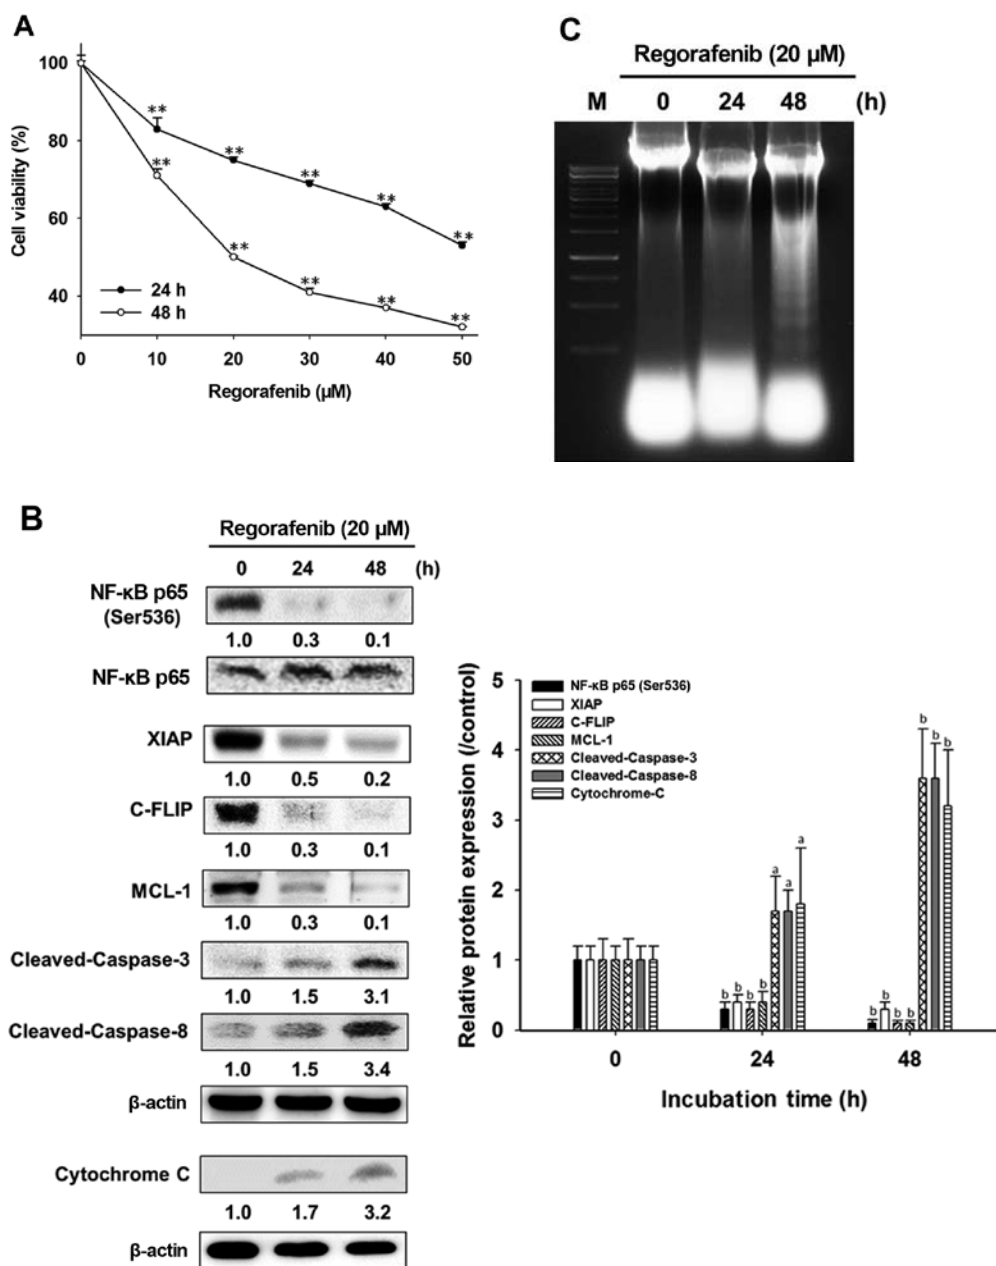 A
100
80
60
40
Cell viability (%)
**
**
**
**
**
**
**
**
**
**
24 h
48 h
0 10 20 30 40 50
Regorafenib (µM)
C
Regorafenib (20 µM)
M 0 24 48 (h)
B
Regorafenib (20 µM)
0 24 48 (h)
NF-κB p65
(Ser536)
1.0 0.3 0.1
NF-κB p65
XIAP
1.0 0.5 0.2
C-FLIP
1.0 0.3 0.1
MCL-1
1.0 0.3 0.1
Cleaved-Caspase-3
1.0 1.5 3.1
Cleaved-Caspase-8
1.0 1.5 3.4
β-actin
Cytochrome C
1.0 1.7 3.2
β-actin
Relative protein expression (/control)
5
4
3
2
1
0
NF-κB p65 (Ser536)
XIAP
C-FLIP
MCL-1
Cleaved-Caspase-3
Cleaved-Caspase-8
Cytochrome-C
b b b b a a a
b b b b b b b
0 24 48
Incubation time (h)